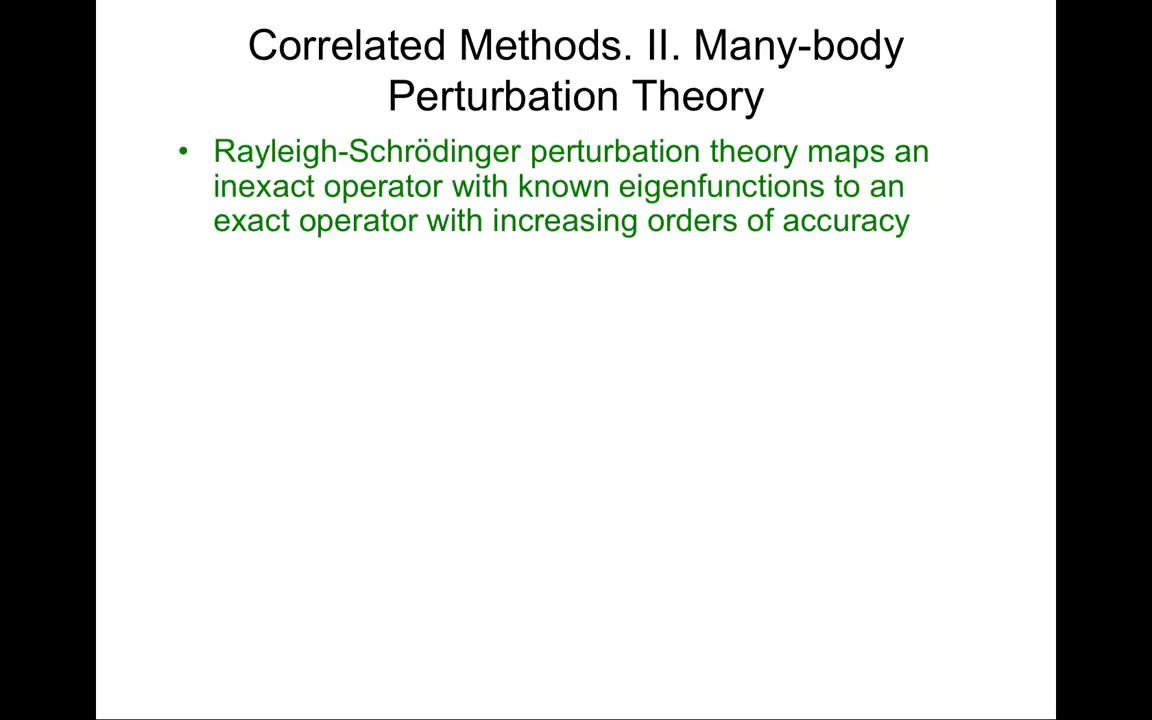 Correlated Methods. II. Many-body
Perturbation Theory
• Rayleigh-Schrödinger perturbation theory maps an
inexact operator with known eigenfunctions to an
exact operator with increasing orders of accuracy